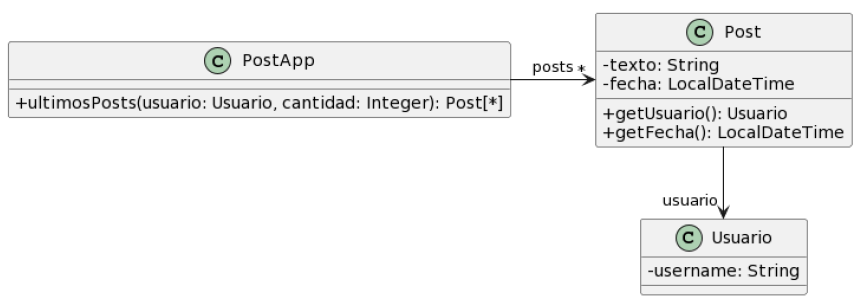 C PostApp
+ultimosPosts(usuario: Usuario, cantidad: Integer): Post[*]
posts *
C Post
-texto: String
-fecha: LocalDateTime
+getUsuario(): Usuario
+getFecha(): LocalDateTime
usuario
C Usuario
-username: String